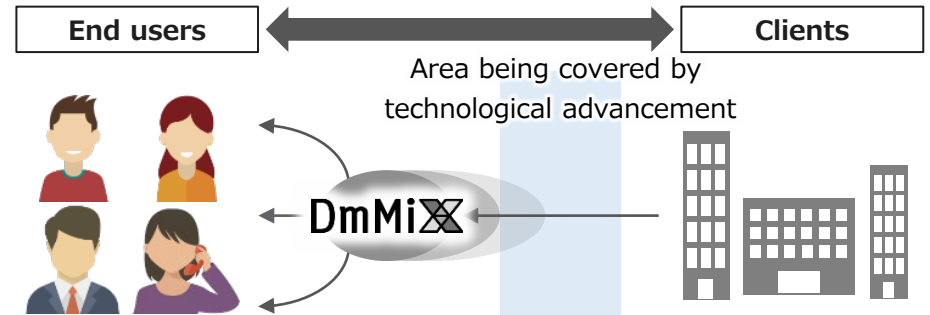 End users
Clients
Area being covered by
technological advancement
DmMiX